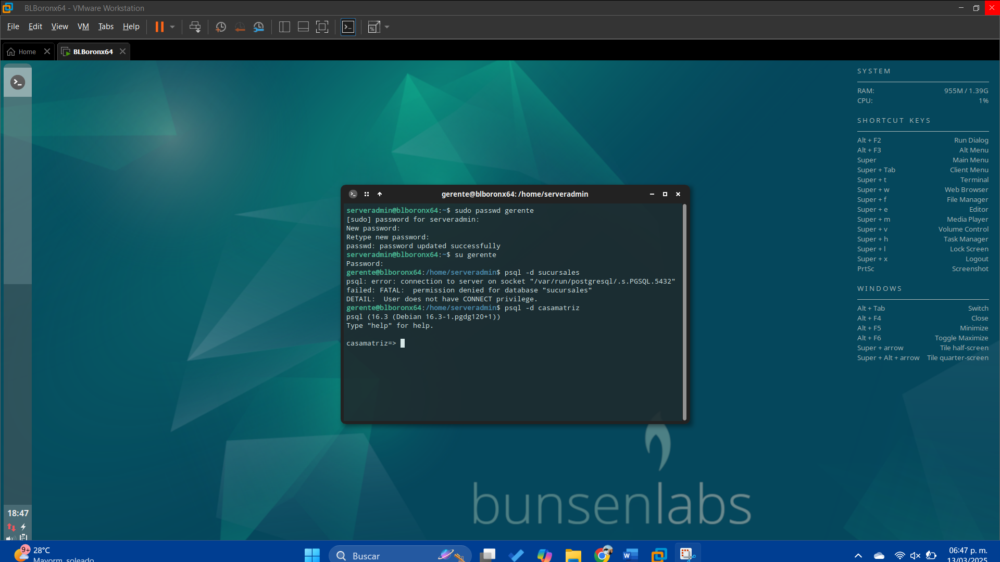 BLBoronx64 - VMware Workstation
File Edit View VM Tabs Help
Home
BLBoronx64
SYSTEM
RAM: 955M / 1.39G
CPU: 1%
SHORTCUT KEYS
Alt + F2 Run Dialog
Alt + F3 Alt Menu
Super Main Menu
Super + Tab Client Menu
Super + t Terminal
Super + w Web Browser
Super + f File Manager
Super + e Editor
Super + m Media Player
Super + v Volume Control
Super + h Task Manager
Super + l Lock Screen
Super + x Logout
PrtSc Screenshot
WINDOWS
Alt + Tab Switch
Alt + F4 Close
Alt + F5 Minimize
Alt + F6 Toggle Maximize
Super + arrow Tile half-screen
Super + Alt + arrow Tile quarter-screen
gerente@blboronx64: /home/serveradmin
serveradmin@blboronx64:~$ sudo passwd gerente
[sudo] password for serveradmin:
New password:
Retype new password:
passwd: password updated successfully
serveradmin@blboronx64:~$ su gerente
Password:
gerente@blboronx64:/home/serveradmin$ psql -d sucursales
psql: error: connection to server on socket "/var/run/postgresql/.s.PGSQL.5432"
failed: FATAL:  permission denied for database "sucursales"
DETAIL:  User does not have CONNECT privilege.
gerente@blboronx64:/home/serveradmin$ psql -d casamatriz
psql (16.3 (Debian 16.3-1.pgdg120+1))
Type "help" for help.
casamatriz=>
bunsenlabs
18:47
9+
28°C
Mayorm. soleado
Buscar
06:47 p. m.
13/03/2025